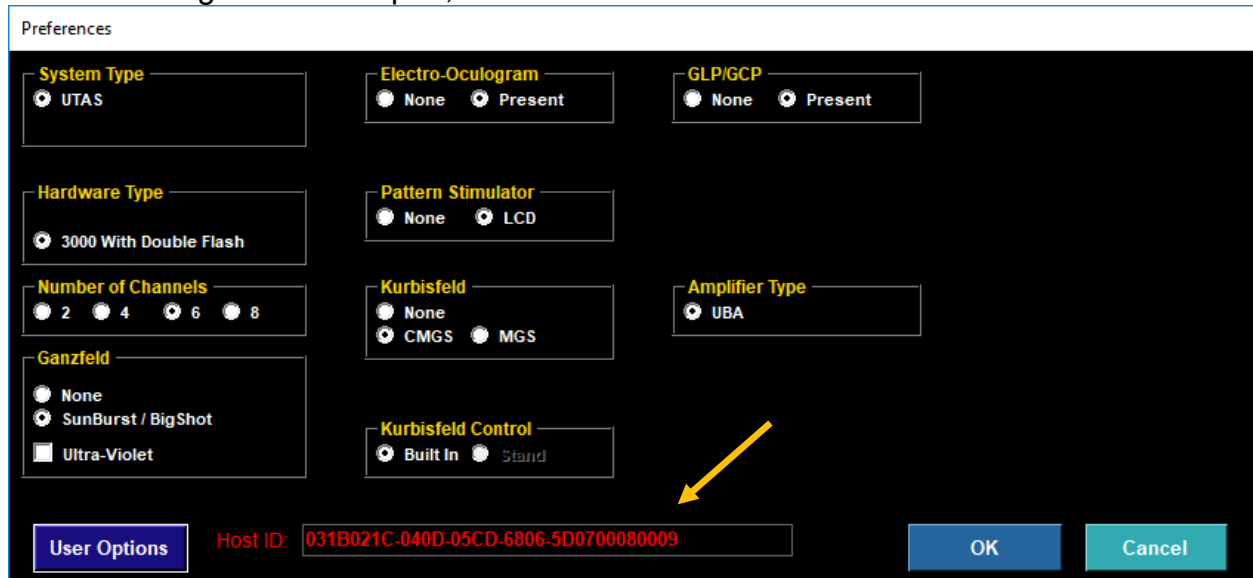 Preferences
System Type
UTAS
Electro-Oculogram
None Present
GLP/GCP
None Present
Hardware Type
3000 With Double Flash
Pattern Stimulator
None LCD
Number of Channels
2 4 6 8
Kurbisfeld
None
CMGS MGS
Amplifier Type
UBA
Ganzfeld
None
SunBurst / BigShot
Ultra-Violet
Kurbisfeld Control
Built In Stand
User Options
Host ID: 031B021C-040D-05CD-6806-5D0700080009
OK
Cancel